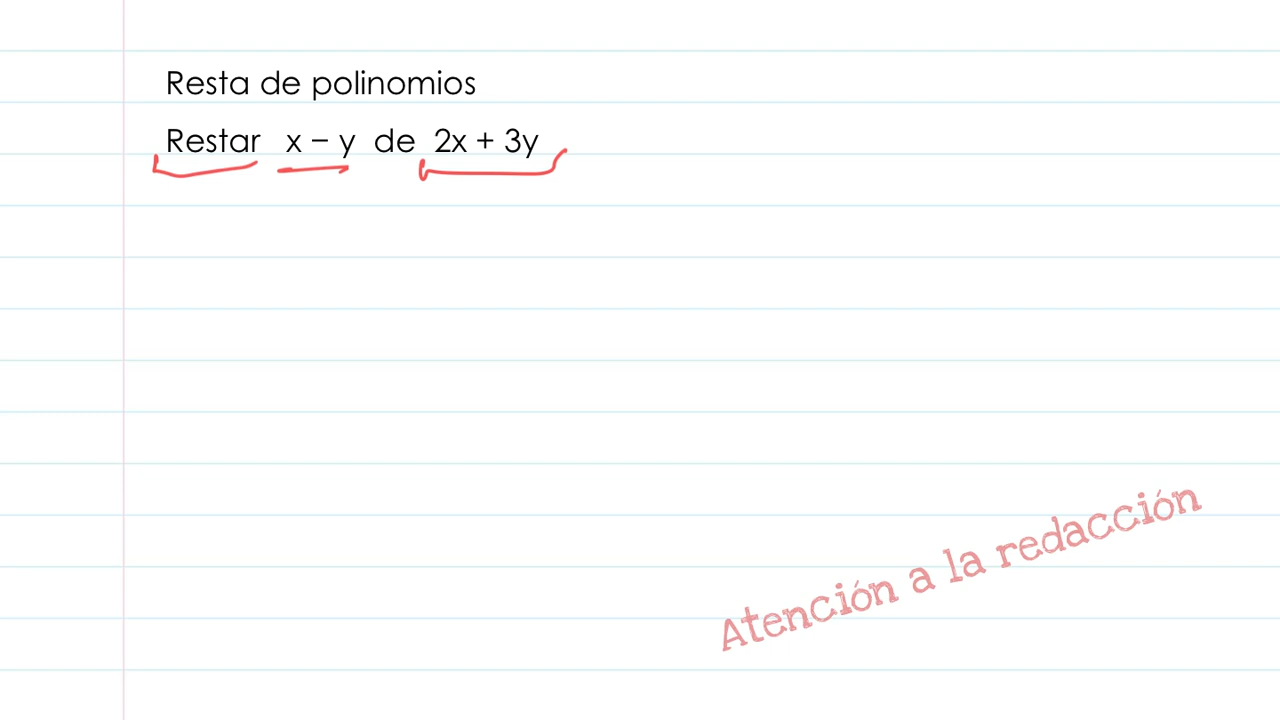 Resta de polinomios
Restar x − y de 2x + 3y
Atención a la redacción